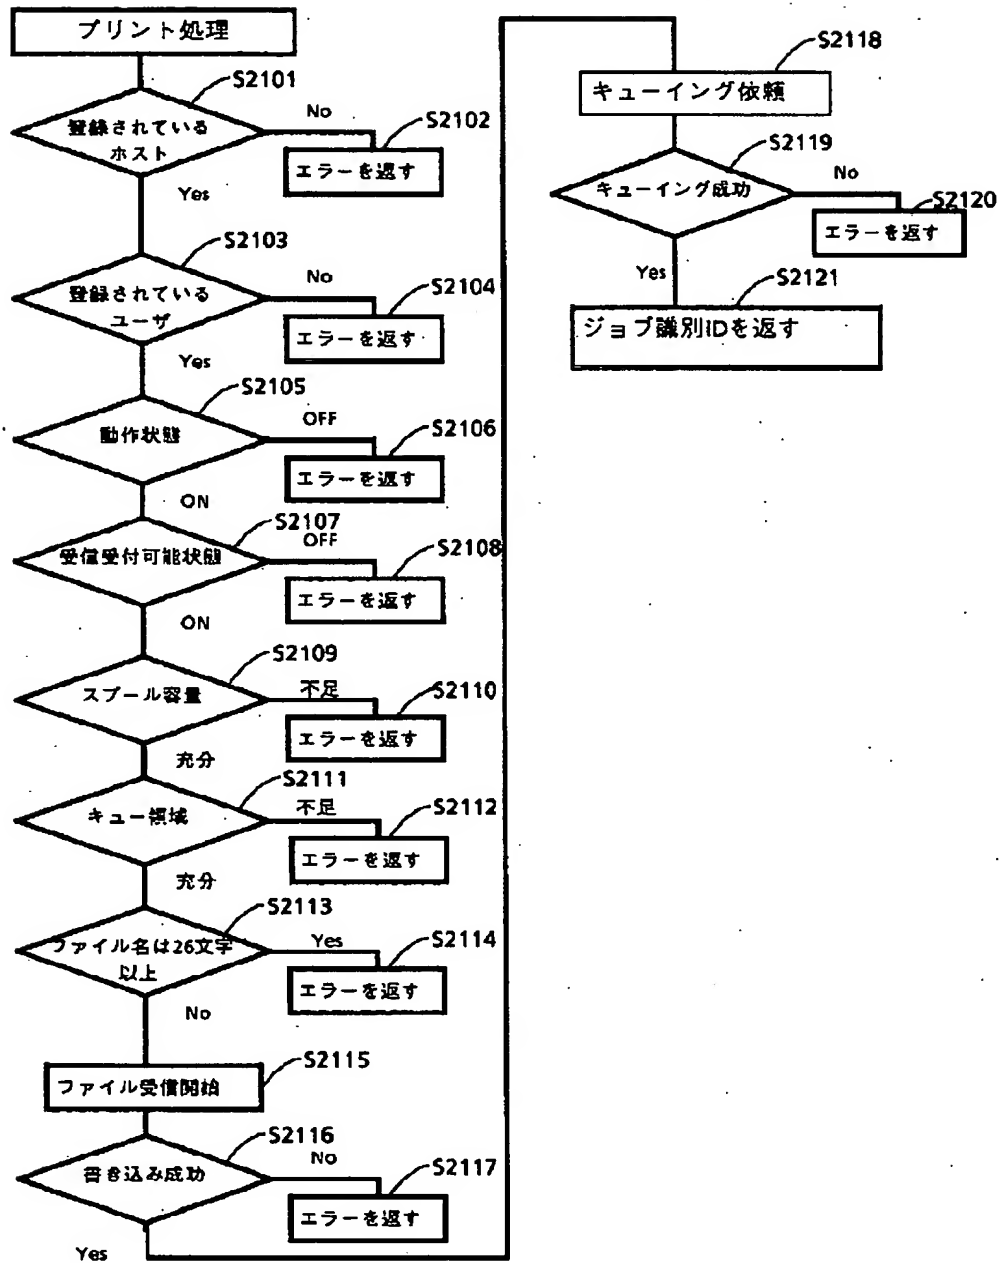 プリント処理
S2101
登録されている
ホスト
No
S2102
エラーを返す
Yes
S2103
登録されている
ユーザ
No
S2104
エラーを返す
Yes
S2105
動作状態
OFF
S2106
エラーを返す
ON
S2107
受信受付可能状態
OFF
S2108
エラーを返す
ON
S2109
スプール容量
不足
S2110
エラーを返す
充分
S2111
キュー領域
不足
S2112
エラーを返す
充分
S2113
ファイル名は26文字
以上
Yes
S2114
エラーを返す
No
S2115
ファイル受信開始
S2116
書き込み成功
No
S2117
エラーを返す
Yes
S2118
キューイング依頼
S2119
キューイング成功
No
S2120
エラーを返す
Yes
S2121
ジョブ識別IDを返す